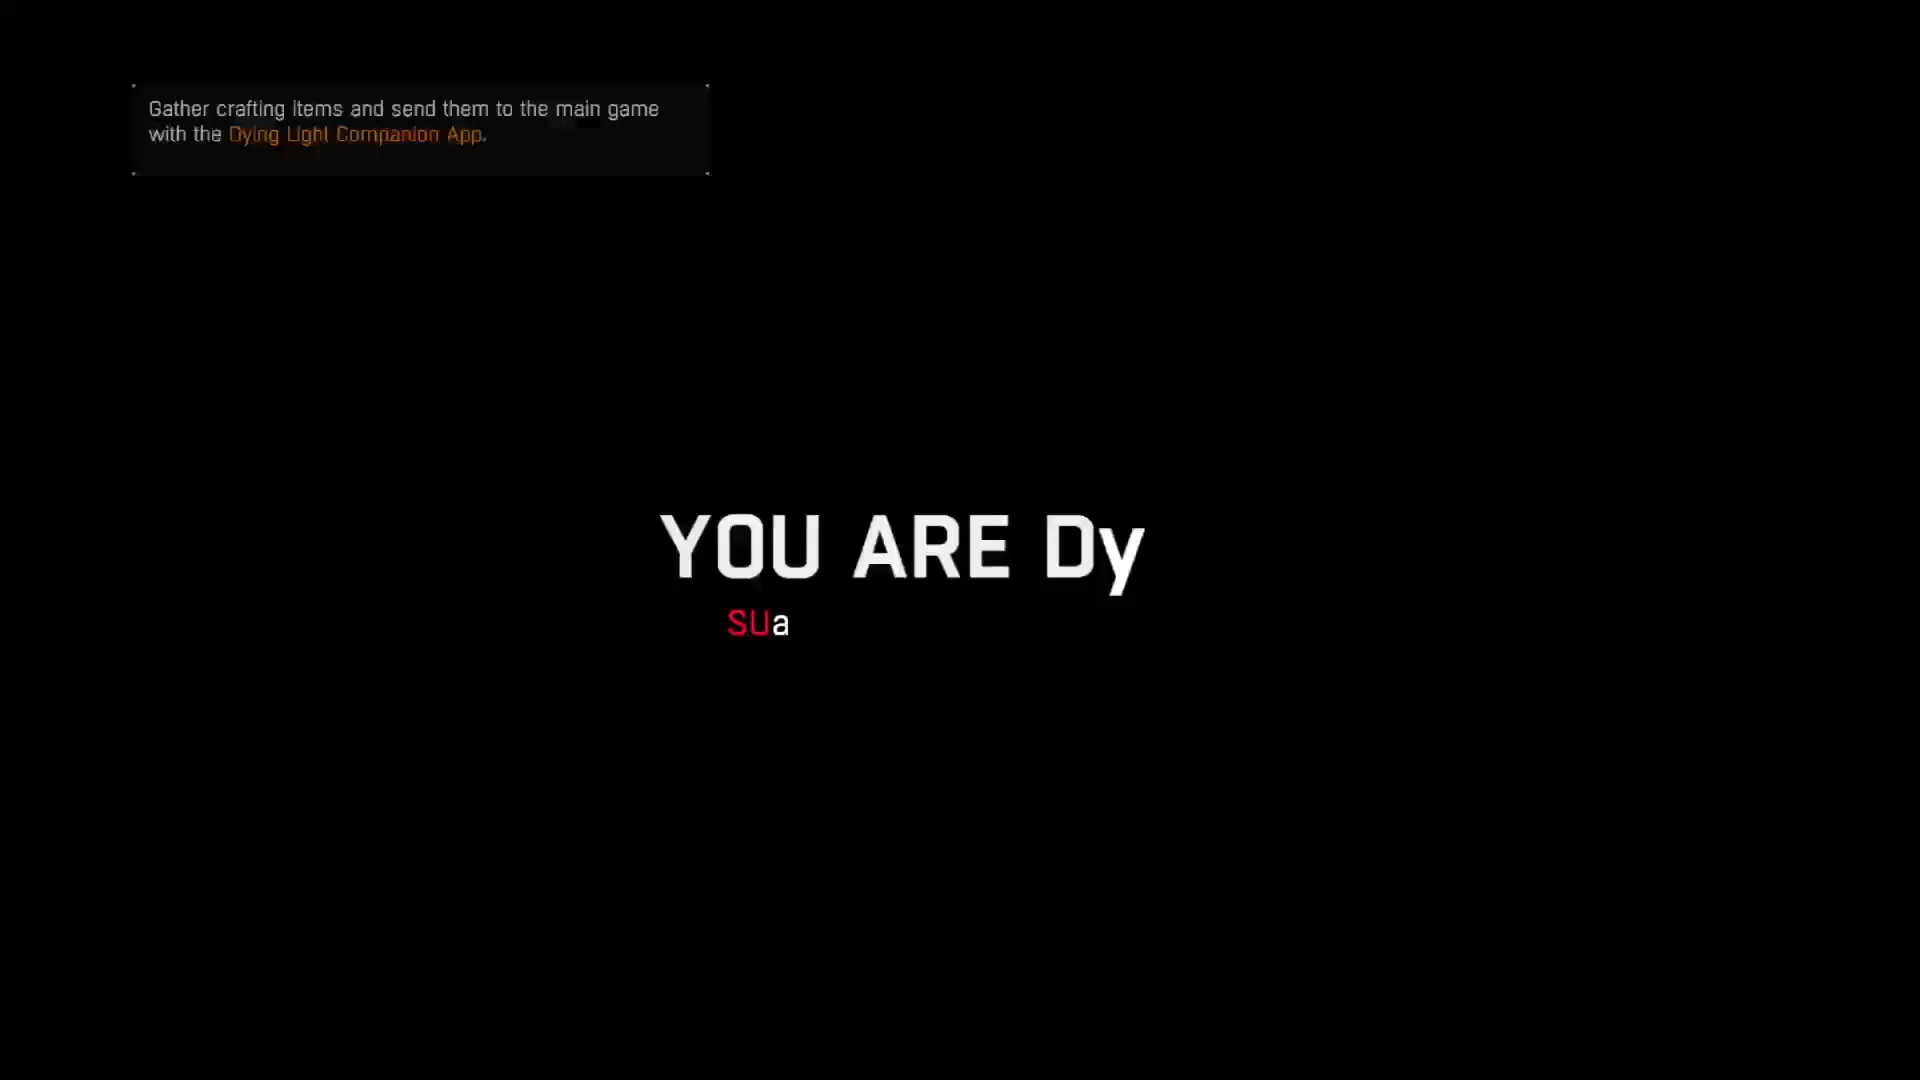 Gather crafting items and send them to the main game
with the Dying Light Companion App.
YOU ARE Dy
SUa